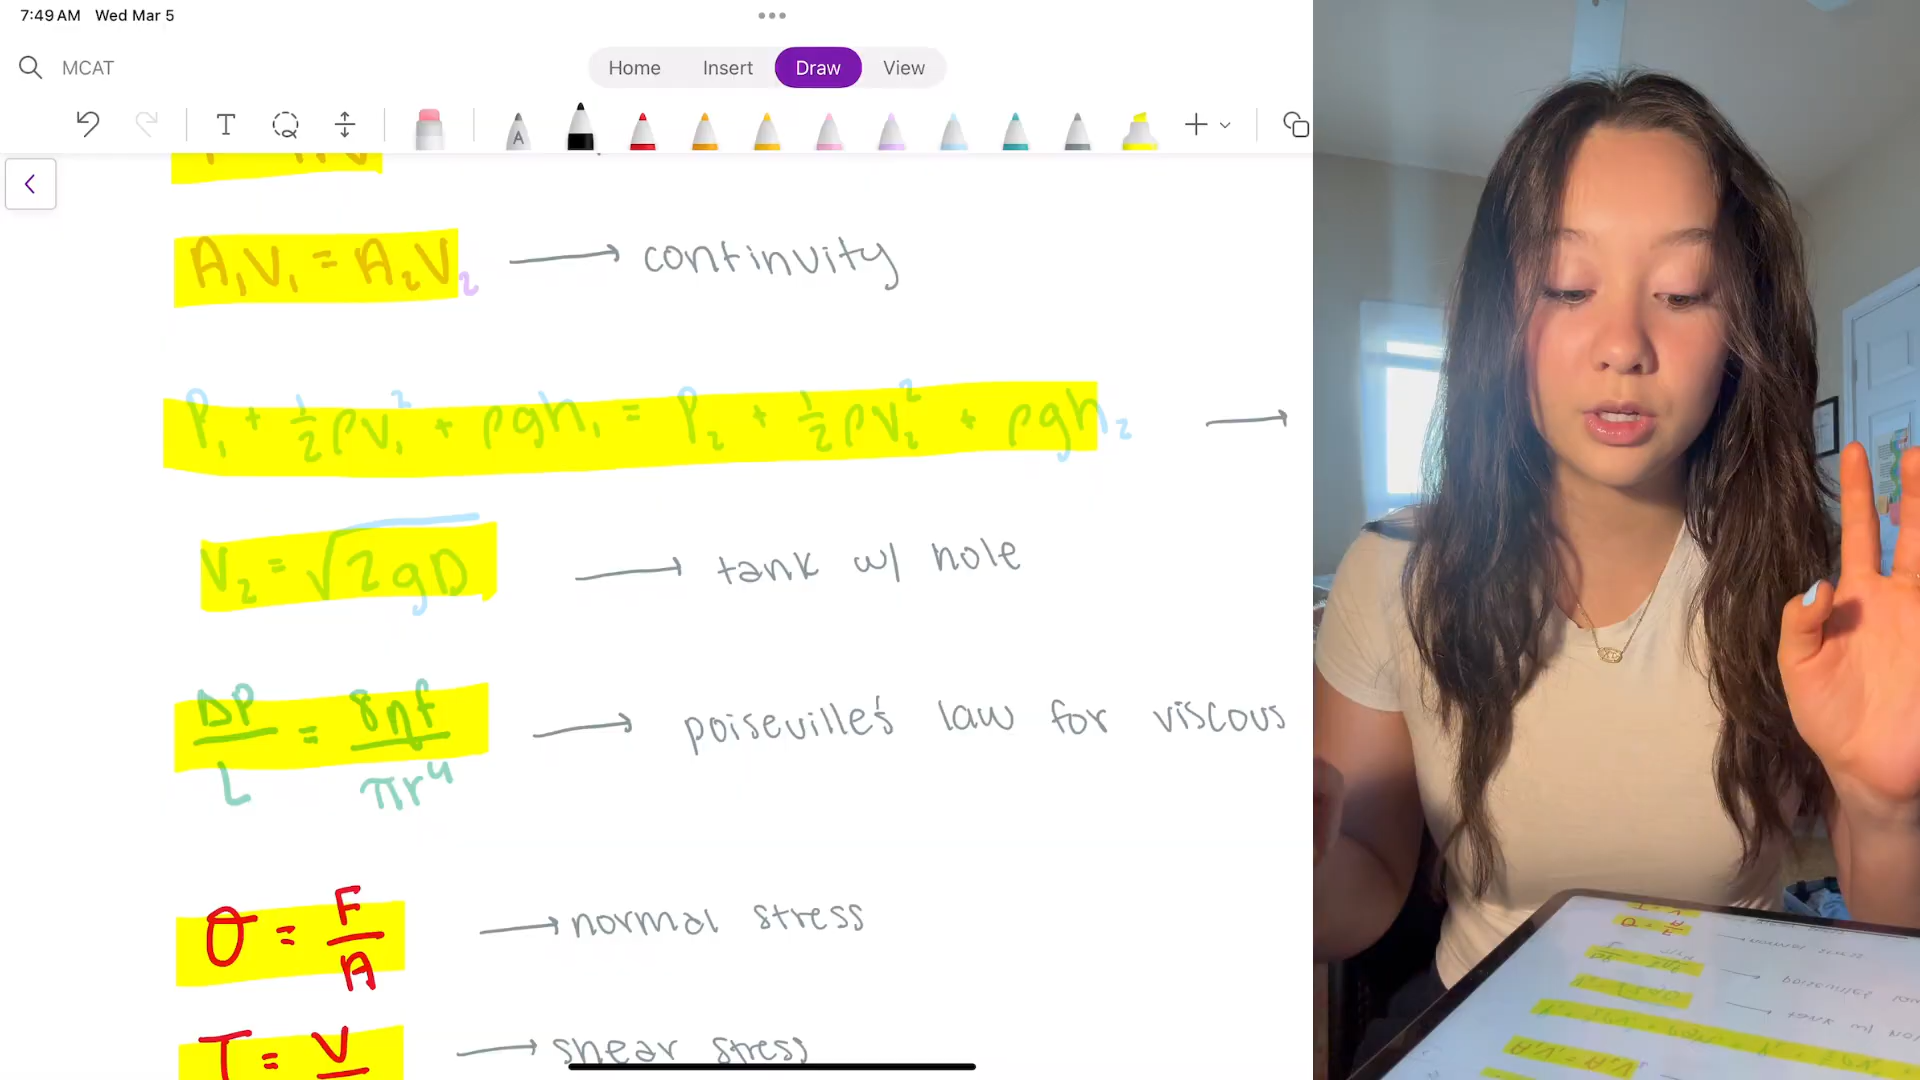 7:49 AM Wed Mar 5
MCAT
Home Insert Draw View
T
A
A₁V₁ = A₂V₂ → continuity
P₁ + ½ρv₁² + ρgh₁ = P₂ + ½ρv₂² + ρgh₂ →
V₂ = √2gD → tank w/ hole
ΔP/L = 8ηf/πr⁴ → poiseuille's law for viscous
σ = F/A → normal stress
T = V → shear stress